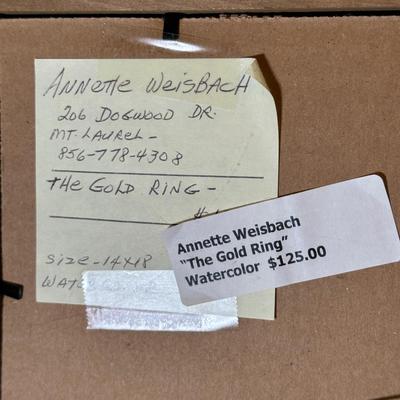 Annette Weisbach
206 Dogwood Dr.
Mt. Laurel -
856-778-4308
The Gold Ring -
Size - 14x18
Annette Weisbach
"The Gold Ring"
Watercolor $125.00